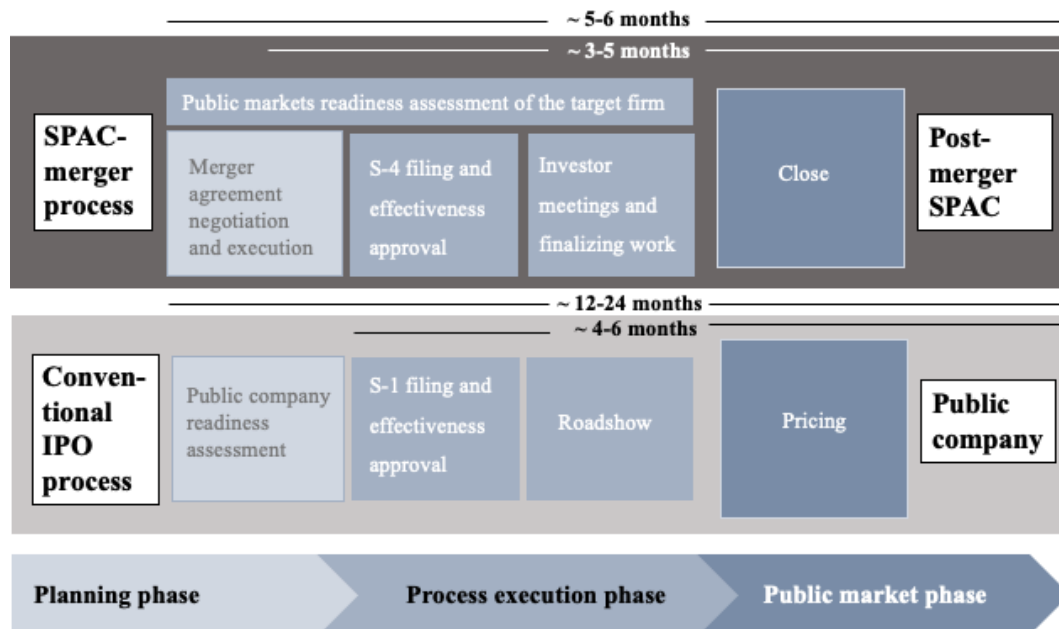 ~ 5-6 months
~ 3-5 months
SPAC-
merger
process
Public markets readiness assessment of the target firm
Merger
agreement
negotiation
and execution
S-4 filing and
effectiveness
approval
Investor
meetings and
finalizing work
Close
Post-
merger
SPAC
~ 12-24 months
~ 4-6 months
Conven-
tional
IPO
process
Public company
readiness
assessment
S-1 filing and
effectiveness
approval
Roadshow
Pricing
Public
company
Planning phase
Process execution phase
Public market phase